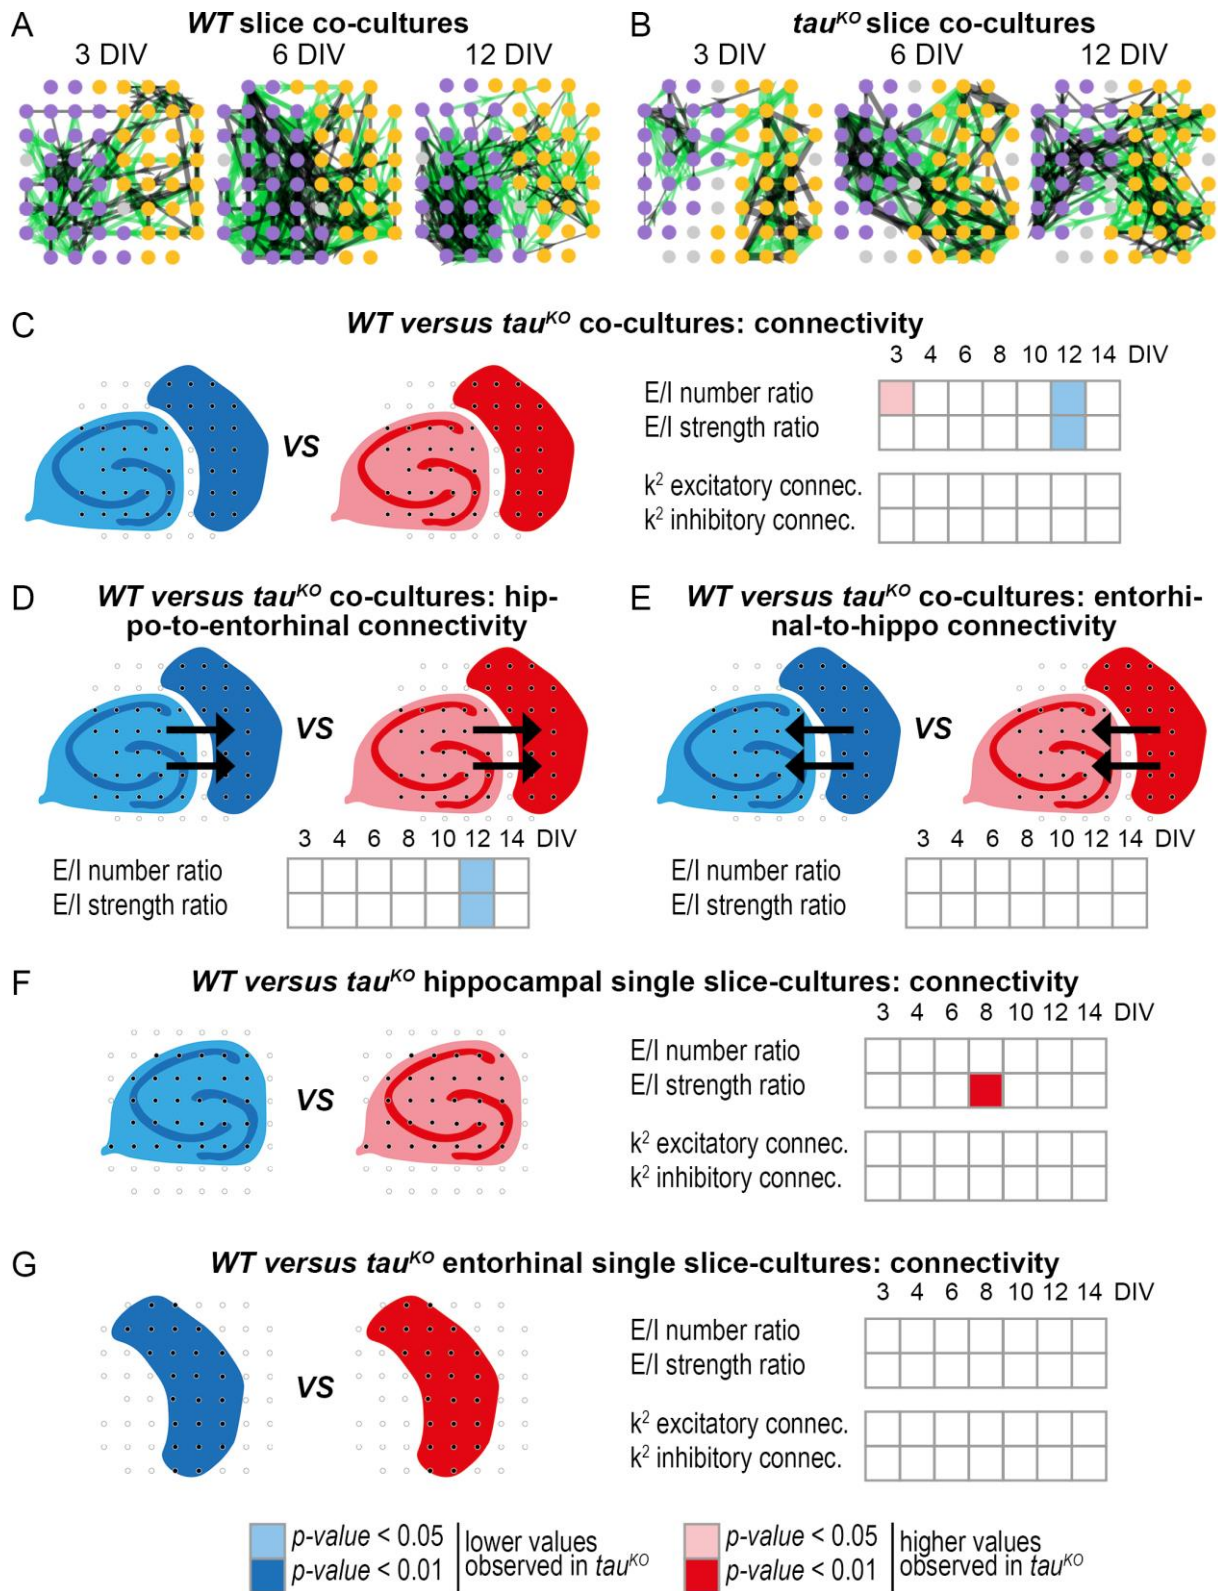 A
WT slice co-cultures
3 DIV 6 DIV 12 DIV
B
tauKO slice co-cultures
3 DIV 6 DIV 12 DIV
C
WT versus tauKO co-cultures: connectivity
VS
3 4 6 8 10 12 14 DIV
E/I number ratio
E/I strength ratio
k2 excitatory connec.
k2 inhibitory connec.
D
WT versus tauKO co-cultures: hip-
po-to-entorhinal connectivity
VS
3 4 6 8 10 12 14 DIV
E/I number ratio
E/I strength ratio
E
WT versus tauKO co-cultures: entorhi-
nal-to-hippo connectivity
VS
3 4 6 8 10 12 14 DIV
E/I number ratio
E/I strength ratio
F
WT versus tauKO hippocampal single slice-cultures: connectivity
VS
3 4 6 8 10 12 14 DIV
E/I number ratio
E/I strength ratio
k2 excitatory connec.
k2 inhibitory connec.
G
WT versus tauKO entorhinal single slice-cultures: connectivity
VS
3 4 6 8 10 12 14 DIV
E/I number ratio
E/I strength ratio
k2 excitatory connec.
k2 inhibitory connec.
p-value < 0.05
p-value < 0.01
lower values
observed in tauKO
p-value < 0.05
p-value < 0.01
higher values
observed in tauKO